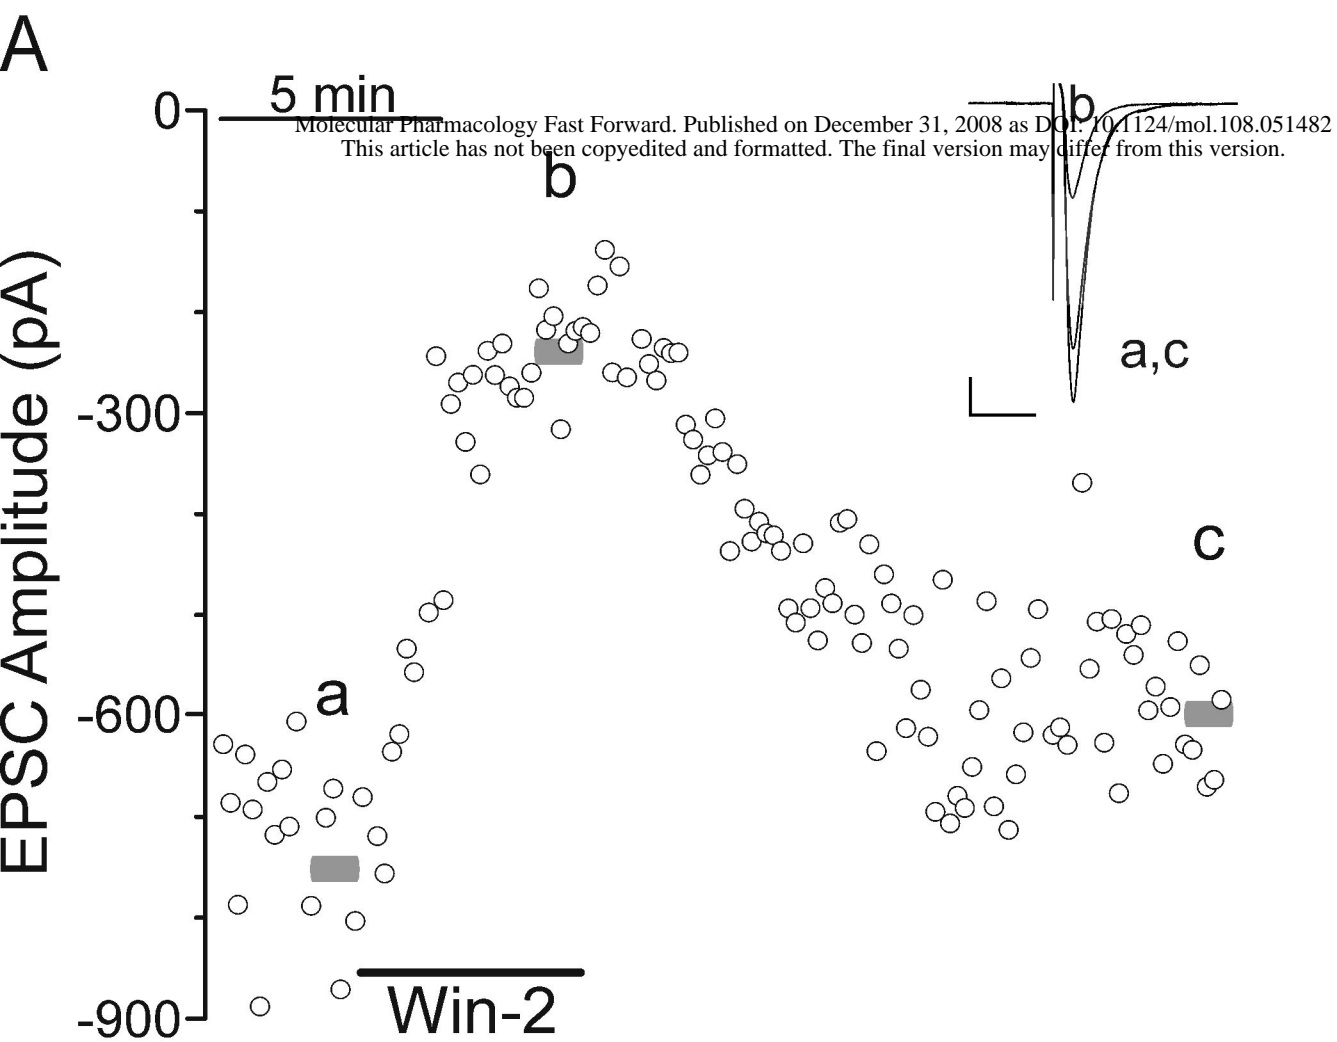 A
5 min
0
Molecular Pharmacology Fast Forward. Published on December 31, 2008 as DOI: 10.1124/mol.108.051482
This article has not been copyedited and formatted. The final version may differ from this version.
b
b
a,c
-300
EPSC Amplitude (pA)
c
a
-600
Win-2
-900